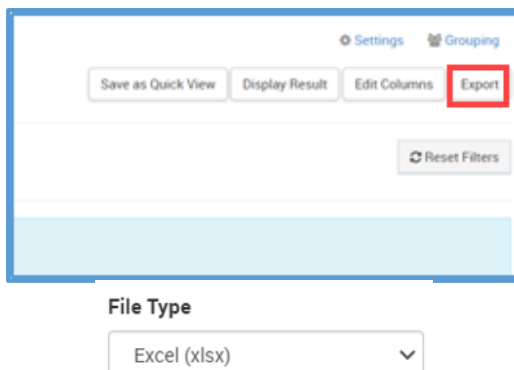 Settings Grouping
Save as Quick View Display Result Edit Columns Export
Reset Filters
File Type
Excel (xlsx)